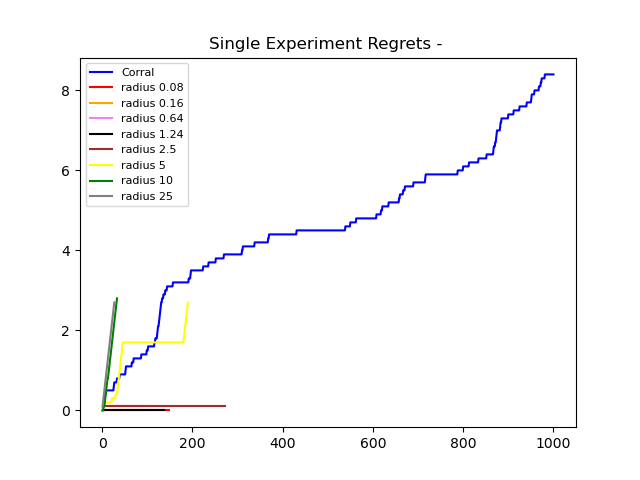 Single Experiment Regrets -
Corral
radius 0.08
radius 0.16
radius 0.64
radius 1.24
radius 2.5
radius 5
radius 10
radius 25
8
6
4
2
0
0 200 400 600 800 1000